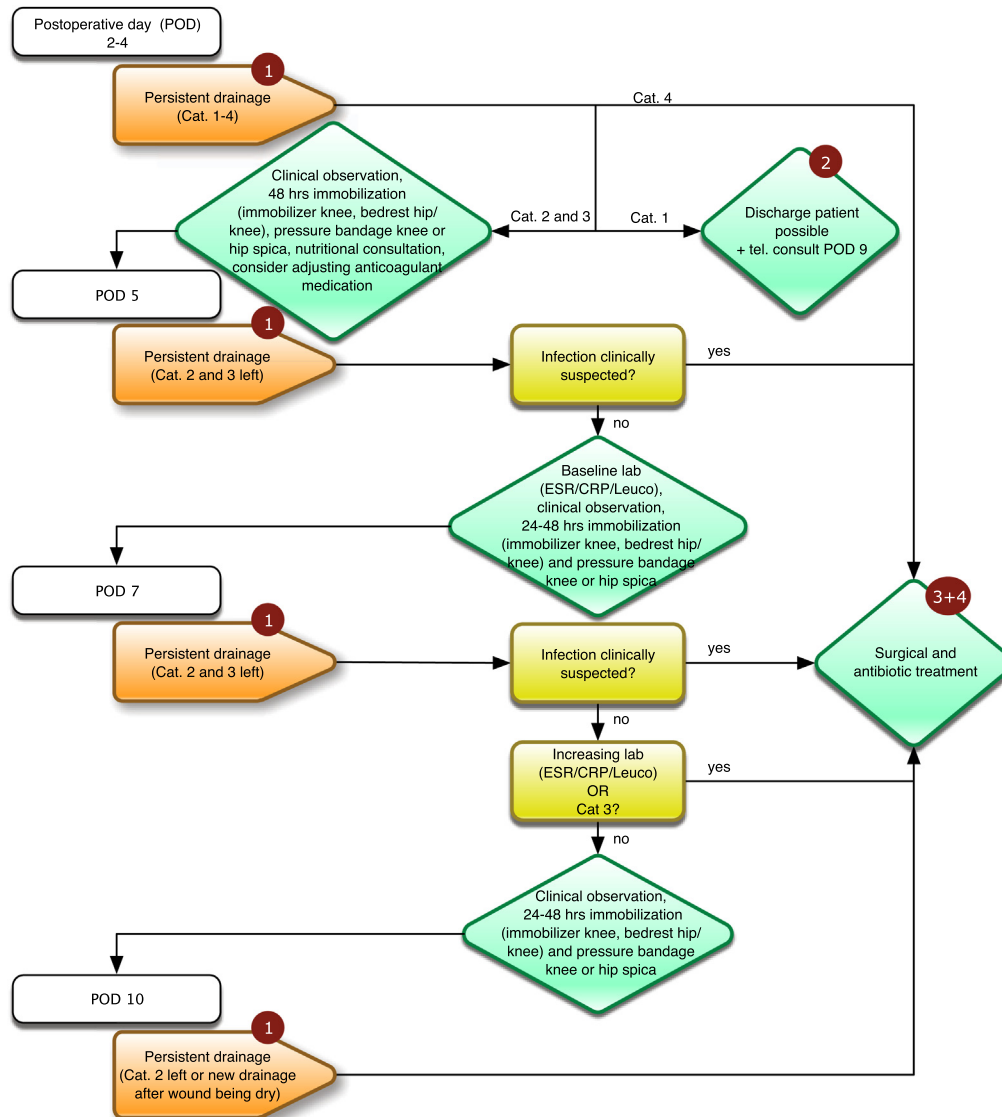 Postoperative day (POD)
2-4
1
Persistent drainage
(Cat. 1-4)
Cat. 4
Clinical observation,
48 hrs immobilization
(immobilizer knee, bedrest hip/
knee), pressure bandage knee or
hip spica, nutritional consultation,
consider adjusting anticoagulant
medication
Cat. 2 and 3
Cat. 1
2
Discharge patient
possible
+ tel. consult POD 9
POD 5
1
Persistent drainage
(Cat. 2 and 3 left)
Infection clinically
suspected?
yes
no
Baseline lab
(ESR/CRP/Leuco),
clinical observation,
24-48 hrs immobilization
(immobilizer knee, bedrest hip/
knee) and pressure bandage
knee or hip spica
POD 7
1
Persistent drainage
(Cat. 2 and 3 left)
Infection clinically
suspected?
yes
3+4
Surgical and
antibiotic treatment
no
Increasing lab
(ESR/CRP/Leuco)
OR
Cat 3?
yes
no
Clinical observation,
24-48 hrs immobilization
(immobilizer knee, bedrest hip/
knee) and pressure bandage
knee or hip spica
POD 10
1
Persistent drainage
(Cat. 2 left or new drainage
after wound being dry)